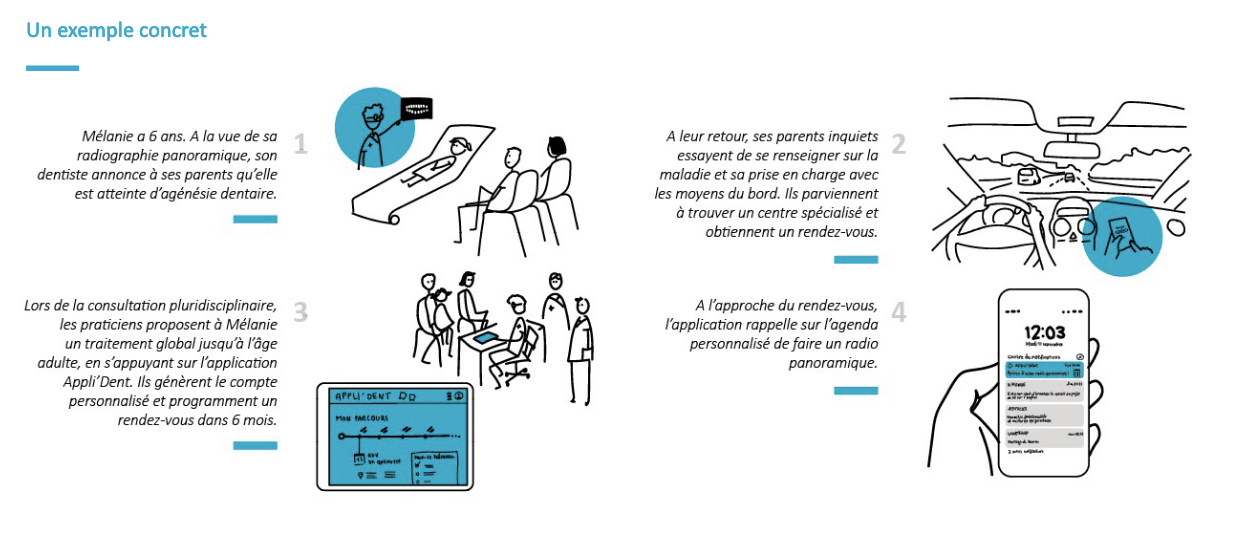 Un exemple concret
Mélanie a 6 ans. A la vue de sa
radiographie panoramique, son
dentiste annonce à ses parents qu'elle
est atteinte d'agénésie dentaire.
1
A leur retour, ses parents inquiets
essayent de se renseigner sur la
maladie et sa prise en charge avec
les moyens du bord. Ils parviennent
à trouver un centre spécialisé et
obtiennent un rendez-vous.
2
Lors de la consultation pluridisciplinaire,
les praticiens proposent à Mélanie
un traitement global jusqu'à l'âge
adulte, en s'appuyant sur l'application
Appli'Dent. Ils génèrent le compte
personnalisé et programment un
rendez-vous dans 6 mois.
3
APPLI'DENT
MON PARCOURS
RDV
A l'approche du rendez-vous,
l'application rappelle sur l'agenda
personnalisé de faire un radio
panoramique.
4
12:03
Centre de notifications
APPLI'DENT